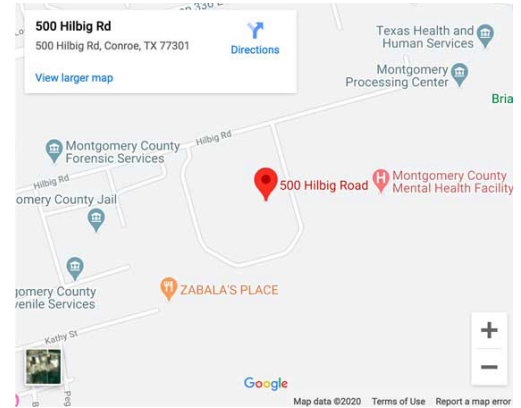 500 Hilbig Rd
500 Hilbig Rd, Conroe, TX 77301
Directions
View larger map
Texas Health and
Human Services
Montgomery
Processing Center
Bria
Hilbig Rd
Montgomery County
Forensic Services
Hilbig Rd
500 Hilbig Road
H
Montgomery County
Mental Health Facility
omery County Jail
ZABALA'S PLACE
gomery County
venile Services
Kathy St
Google
Map data ©2020
Terms of Use
Report a map error